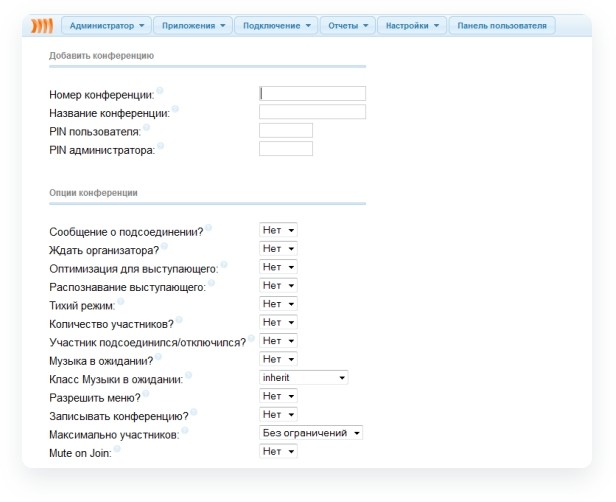 Администратор Приложения Подключение Отчеты Настройки Панель пользователя
Добавить конференцию
Номер конференции:
Название конференции:
PIN пользователя:
PIN администратора:
Опции конференции
Сообщение о подсоединении? Нет
Ждать организатора? Нет
Оптимизация для выступающего: Нет
Распознавание выступающего: Нет
Тихий режим: Нет
Количество участников? Нет
Участник подсоединился/отключился? Нет
Музыка в ожидании? Нет
Класс Музыки в ожидании: inherit
Разрешить меню? Нет
Записывать конференцию? Нет
Максимально участников: Без ограничений
Mute on Join: Нет